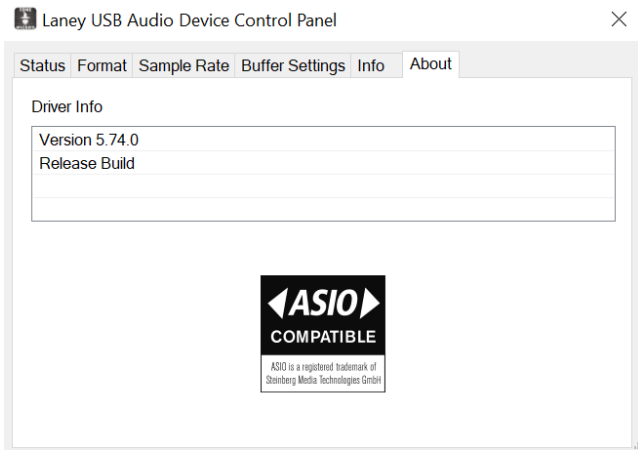 Laney USB Audio Device Control Panel
Status Format Sample Rate Buffer Settings Info About
Driver Info
Version 5.74.0
Release Build
ASIO
COMPATIBLE
ASIO is a registered trademark of
Steinberg Media Technologies GmbH